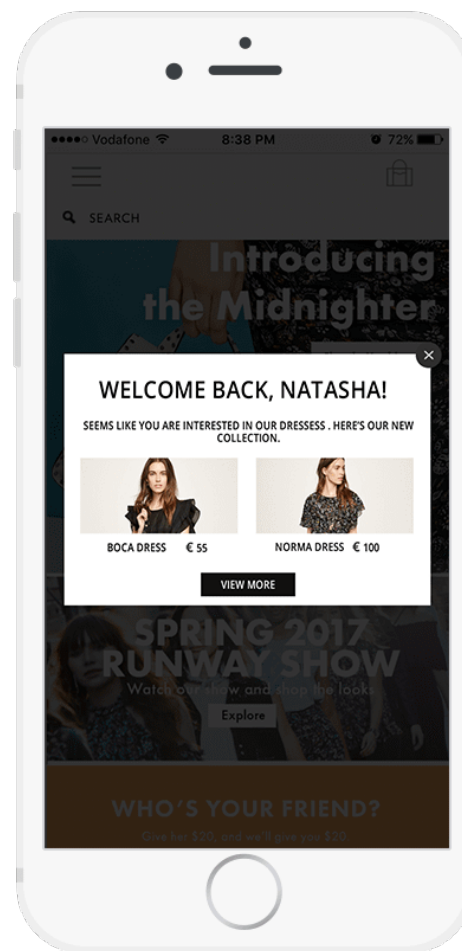 Vodafone 8:38 PM 72%
SEARCH
Introducing
the Midnighter
WELCOME BACK, NATASHA!
SEEMS LIKE YOU ARE INTERESTED IN OUR DRESSESS . HERE'S OUR NEW
COLLECTION.
BOCA DRESS € 55 NORMA DRESS € 100
VIEW MORE
SPRING 2017
RUNWAY SHOW
Watch our show and shop the looks
Explore
WHO'S YOUR FRIEND?
Give her $20, and we'll give you $20